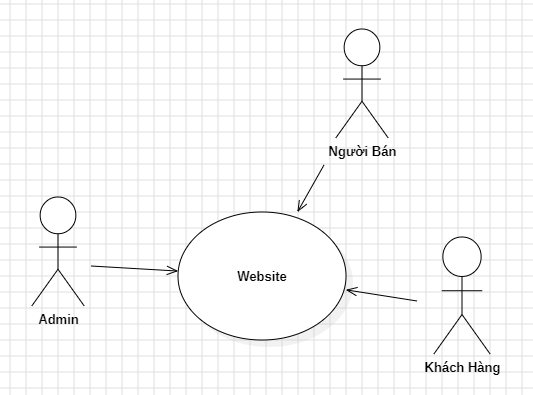 Người Bán
Website
Admin
Khách Hàng